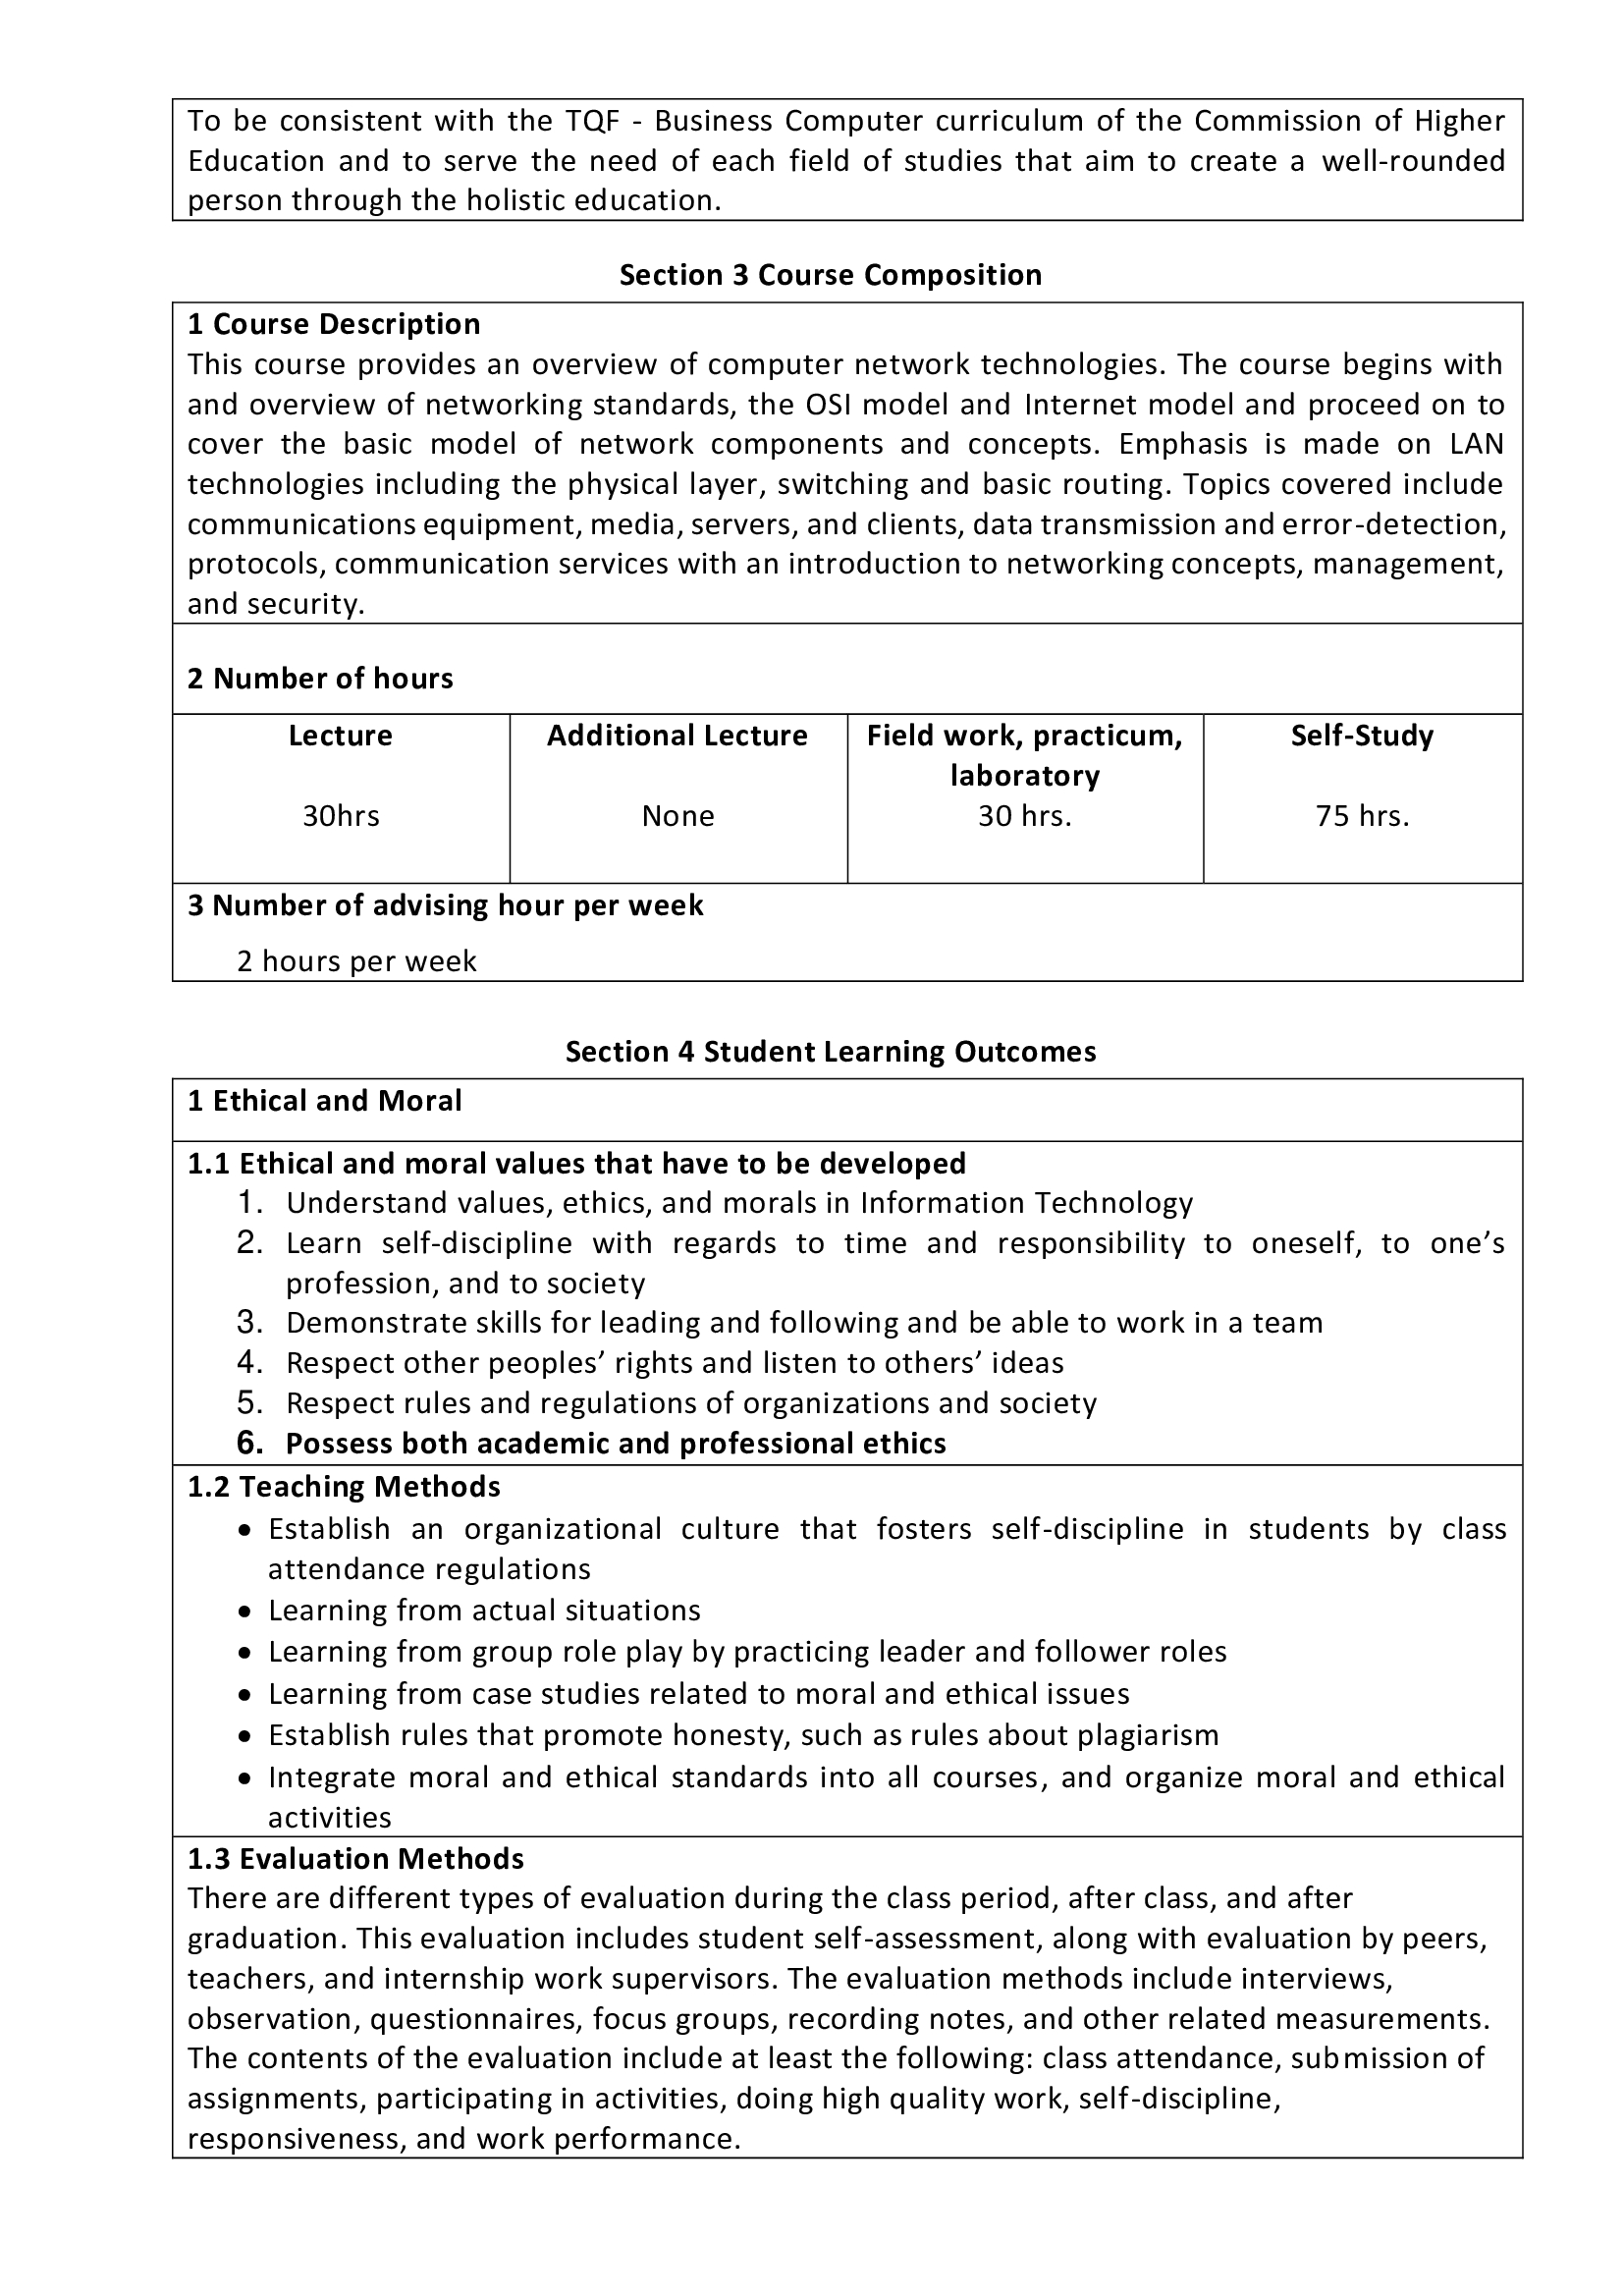 To be consistent with the TQF - Business Computer curriculum of the Commission of Higher
Education and to serve the need of each field of studies that aim to create a well-rounded
person through the holistic education.
Section 3 Course Composition
1 Course Description
This course provides an overview of computer network technologies. The course begins with
and overview of networking standards, the OSI model and Internet model and proceed on to
cover the basic model of network components and concepts. Emphasis is made on LAN
technologies including the physical layer, switching and basic routing. Topics covered include
communications equipment, media, servers, and clients, data transmission and error-detection,
protocols, communication services with an introduction to networking concepts, management,
and security.
2 Number of hours
Lecture
30hrs
Additional Lecture
None
Field work, practicum,
laboratory
30 hrs.
Self-Study
75 hrs.
3 Number of advising hour per week
2 hours per week
Section 4 Student Learning Outcomes
1 Ethical and Moral
1.1 Ethical and moral values that have to be developed
1. Understand values, ethics, and morals in Information Technology
2. Learn self-discipline with regards to time and responsibility to oneself, to one’s
profession, and to society
3. Demonstrate skills for leading and following and be able to work in a team
4. Respect other peoples’ rights and listen to others’ ideas
5. Respect rules and regulations of organizations and society
6. Possess both academic and professional ethics
1.2 Teaching Methods
• Establish an organizational culture that fosters self-discipline in students by class
attendance regulations
• Learning from actual situations
• Learning from group role play by practicing leader and follower roles
• Learning from case studies related to moral and ethical issues
• Establish rules that promote honesty, such as rules about plagiarism
• Integrate moral and ethical standards into all courses, and organize moral and ethical
activities
1.3 Evaluation Methods
There are different types of evaluation during the class period, after class, and after
graduation. This evaluation includes student self-assessment, along with evaluation by peers,
teachers, and internship work supervisors. The evaluation methods include interviews,
observation, questionnaires, focus groups, recording notes, and other related measurements.
The contents of the evaluation include at least the following: class attendance, submission of
assignments, participating in activities, doing high quality work, self-discipline,
responsiveness, and work performance.